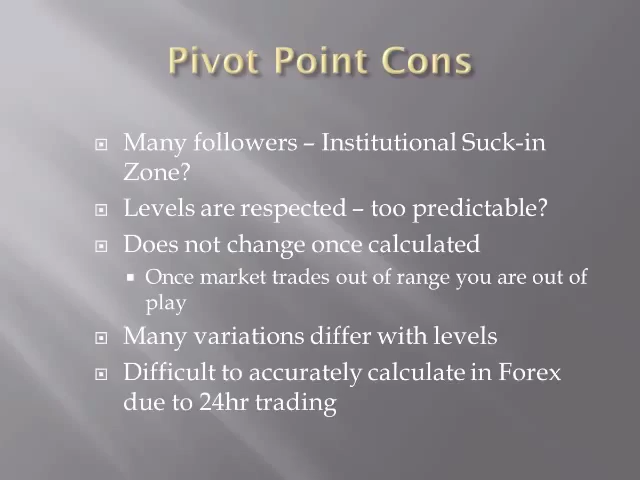 Pivot Point Cons
Many followers – Institutional Suck-in
Zone?
Levels are respected – too predictable?
Does not change once calculated
Once market trades out of range you are out of
play
Many variations differ with levels
Difficult to accurately calculate in Forex
due to 24hr trading